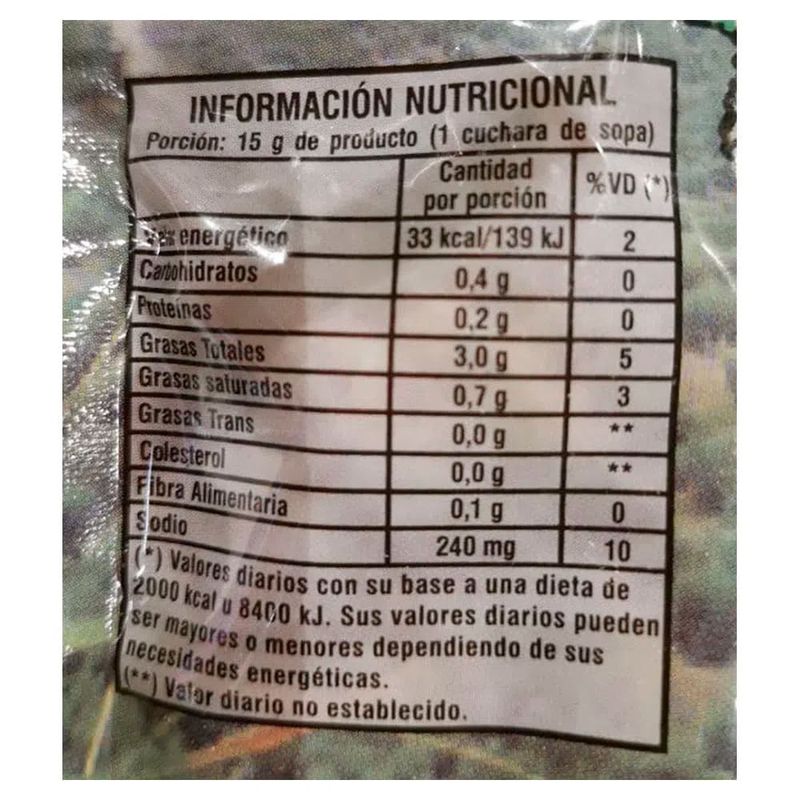 INFORMACIÓN NUTRICIONAL
Porción: 15 g de producto (1 cuchara de sopa)
Cantidad por porción %VD (*)
energético 33 kcal/139 kJ 2
Carbohidratos 0,4 g 0
Proteínas 0,2 g 0
Grasas Totales 3,0 g 5
Grasas saturadas 0,7 g 3
Grasas Trans 0,0 g **
Colesterol 0,0 g **
Fibra Alimentaria 0,1 g 0
Sodio 240 mg 10
(*) Valores diarios con su base a una dieta de
2000 kcal u 8400 kJ. Sus valores diarios pueden
ser mayores o menores dependiendo de sus
necesidades energéticas.
(**) Valor diario no establecido.